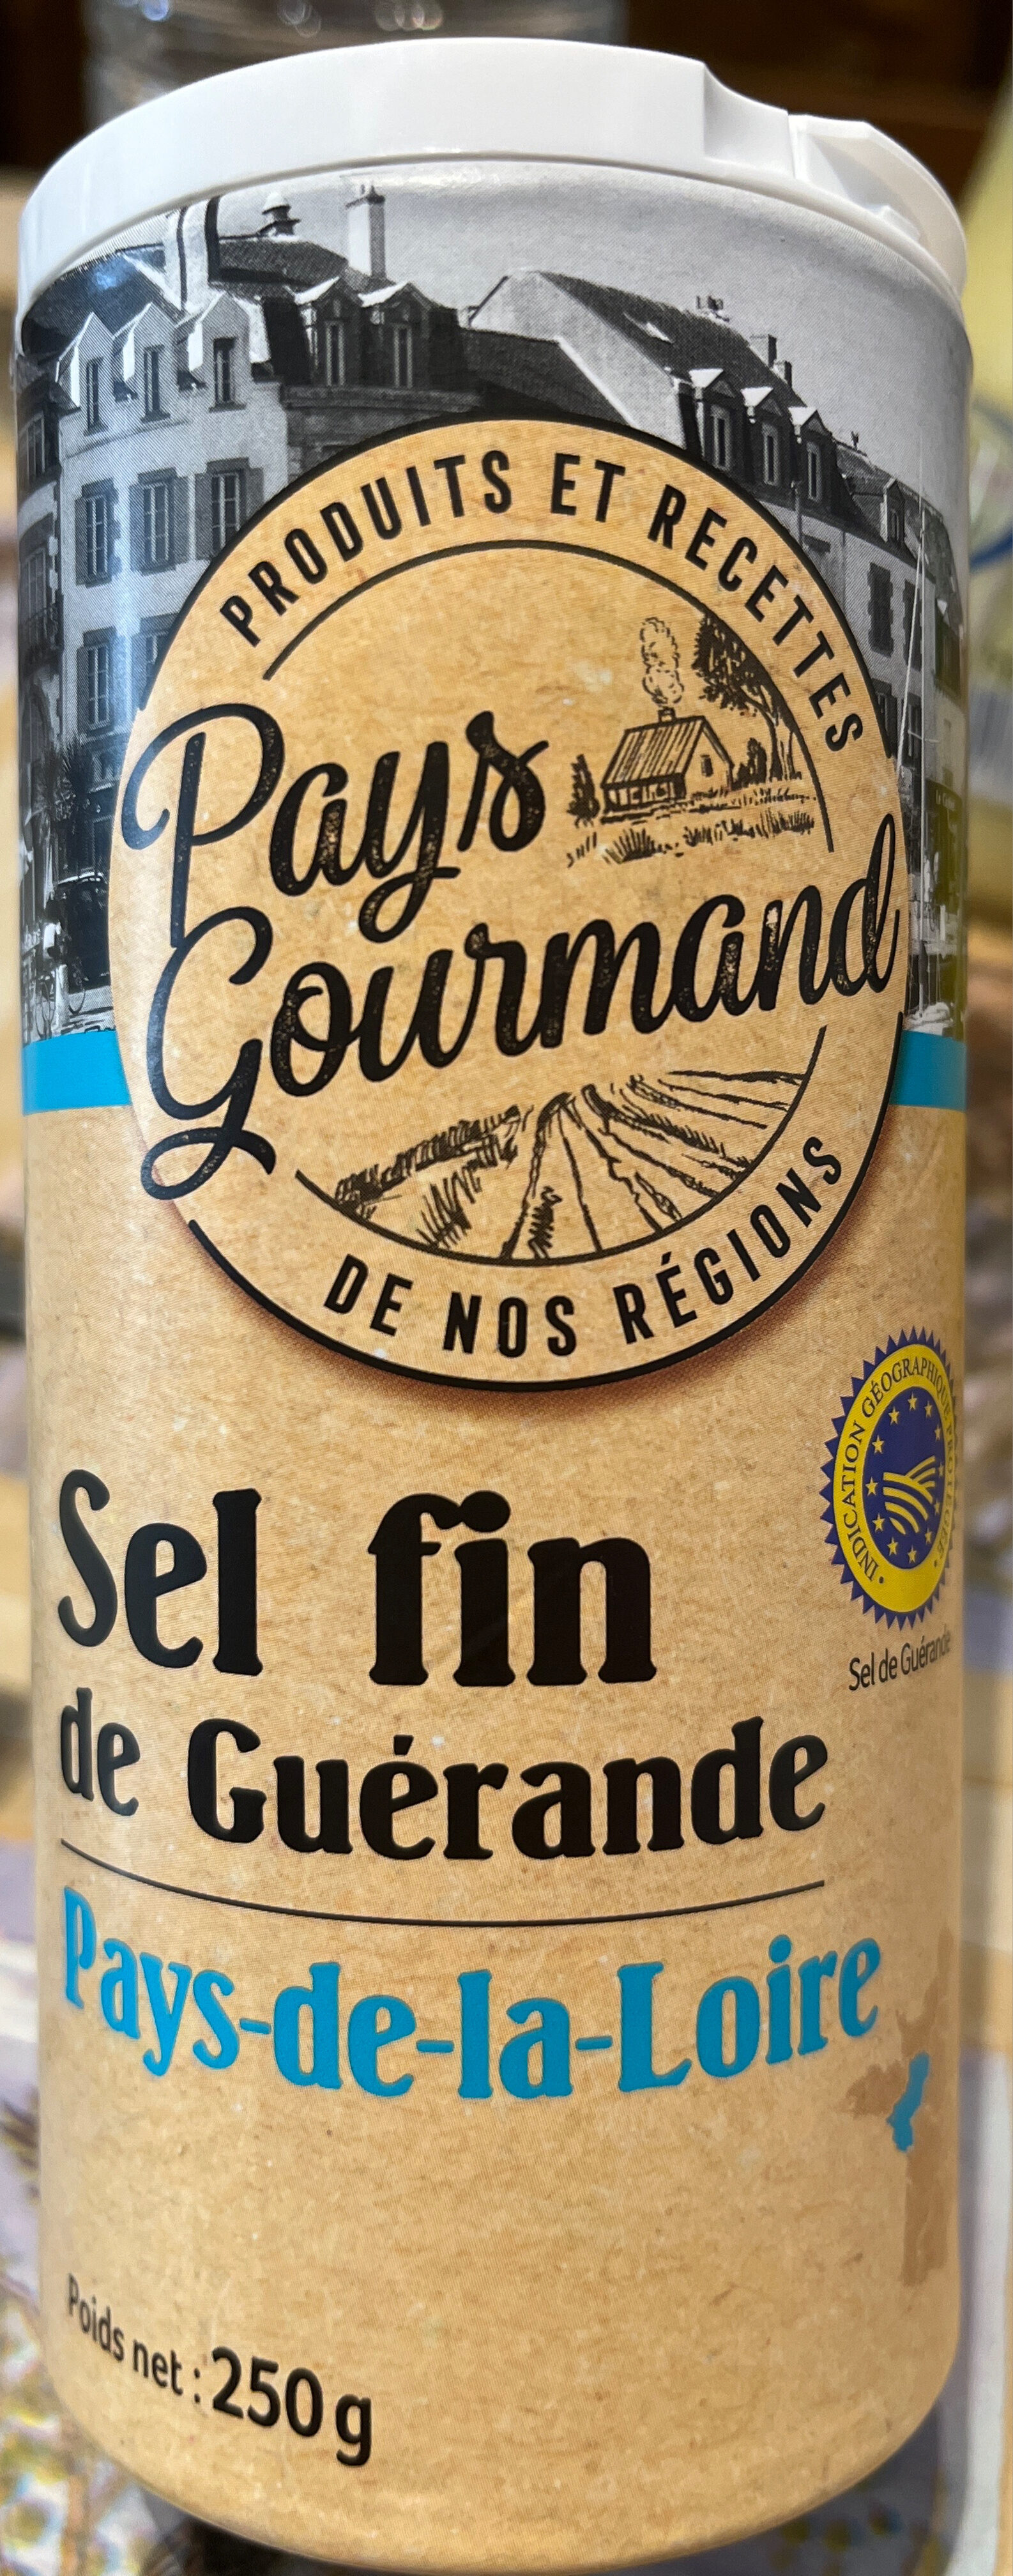 PRODUITS ET RECETTES
Pays
Gourmand
DE NOS RÉGIONS
INDICATION GÉOGRAPHIQUE PROTÉGÉE
Sel de Guérande
Sel fin
de Guérande
Pays-de-la-Loire
Poids net : 250 g